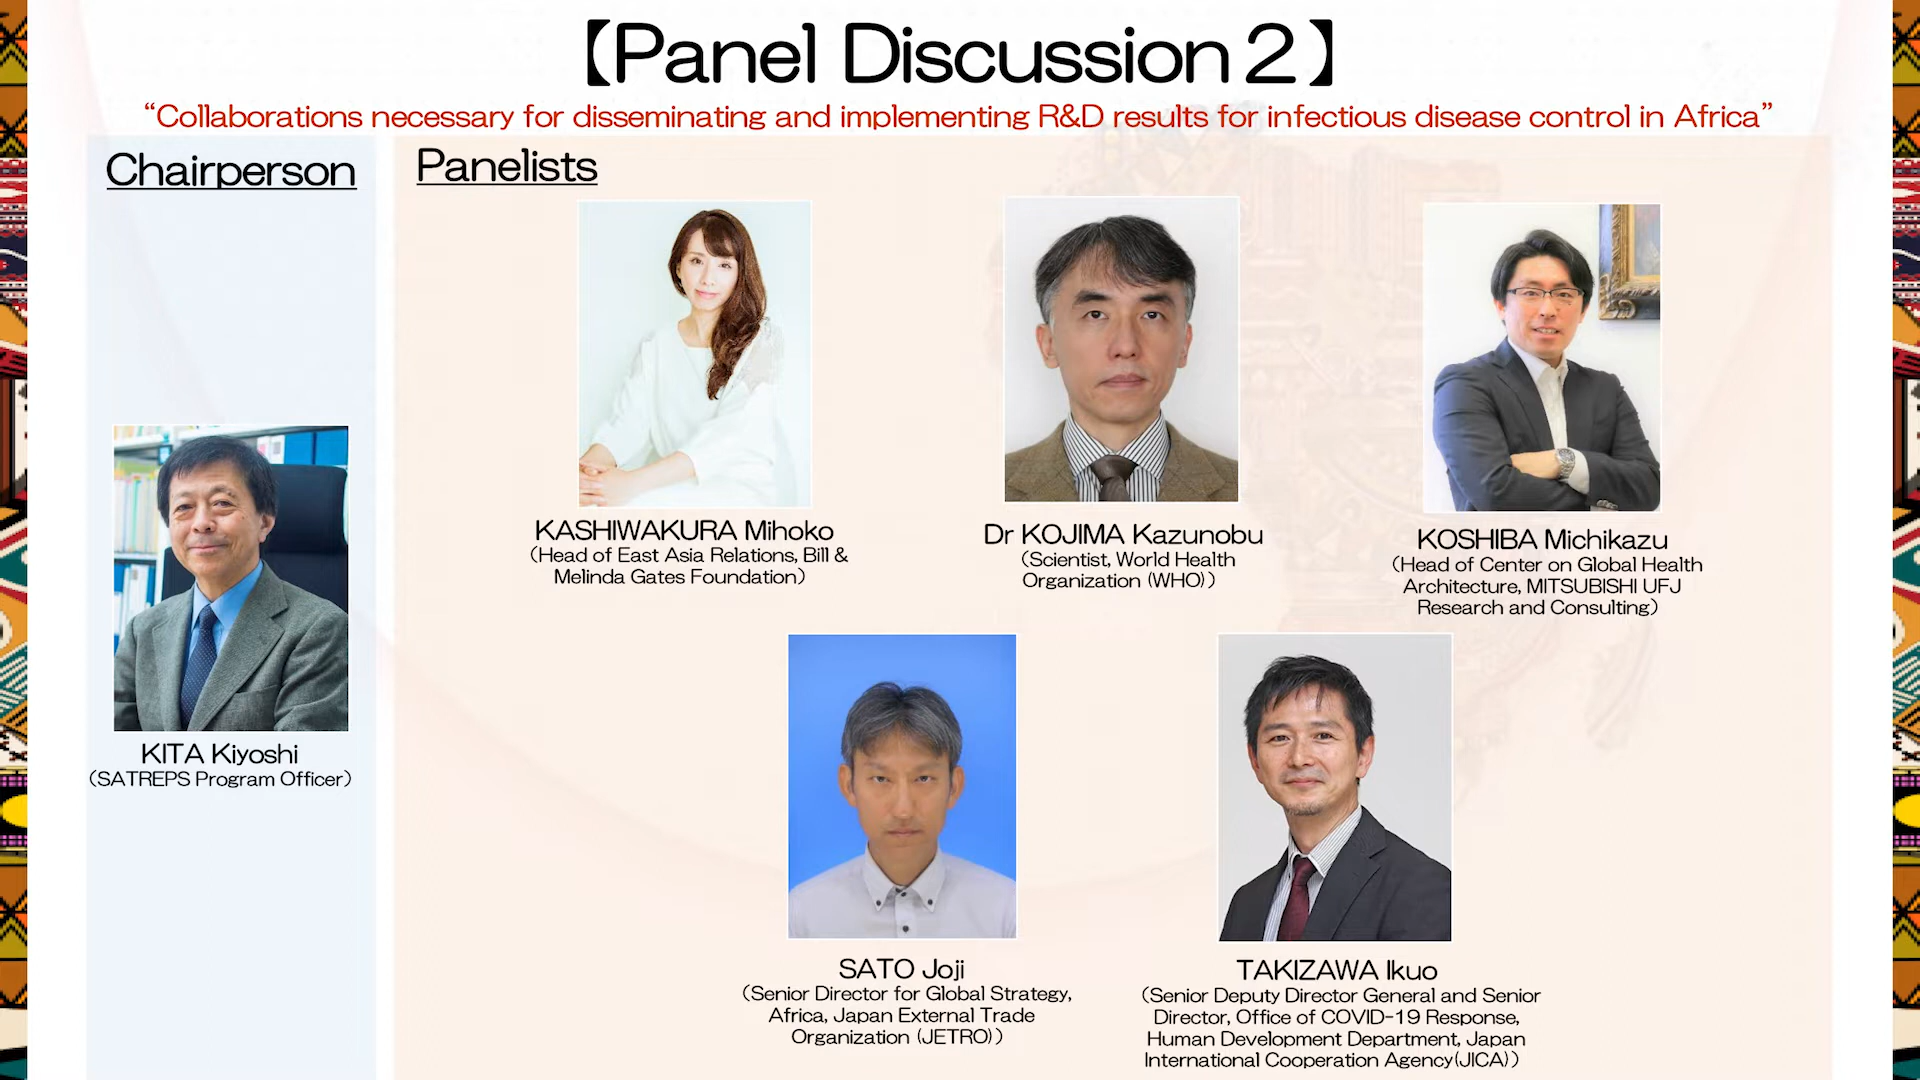 【Panel Discussion２】
“Collaborations necessary for disseminating and implementing R&D results for infectious disease control in Africa”
Chairperson
KITA Kiyoshi
（SATREPS Program Officer）
Panelists
KASHIWAKURA Mihoko
（Head of East Asia Relations, Bill &
Melinda Gates Foundation）
Dr KOJIMA Kazunobu
（Scientist, World Health
Organization (WHO)）
KOSHIBA Michikazu
（Head of Center on Global Health
Architecture, MITSUBISHI UFJ
Research and Consulting）
SATO Joji
（Senior Director for Global Strategy,
Africa, Japan External Trade
Organization (JETRO)）
TAKIZAWA Ikuo
（Senior Deputy Director General and Senior
Director, Office of COVID-19 Response,
Human Development Department, Japan
International Cooperation Agency(JICA)）